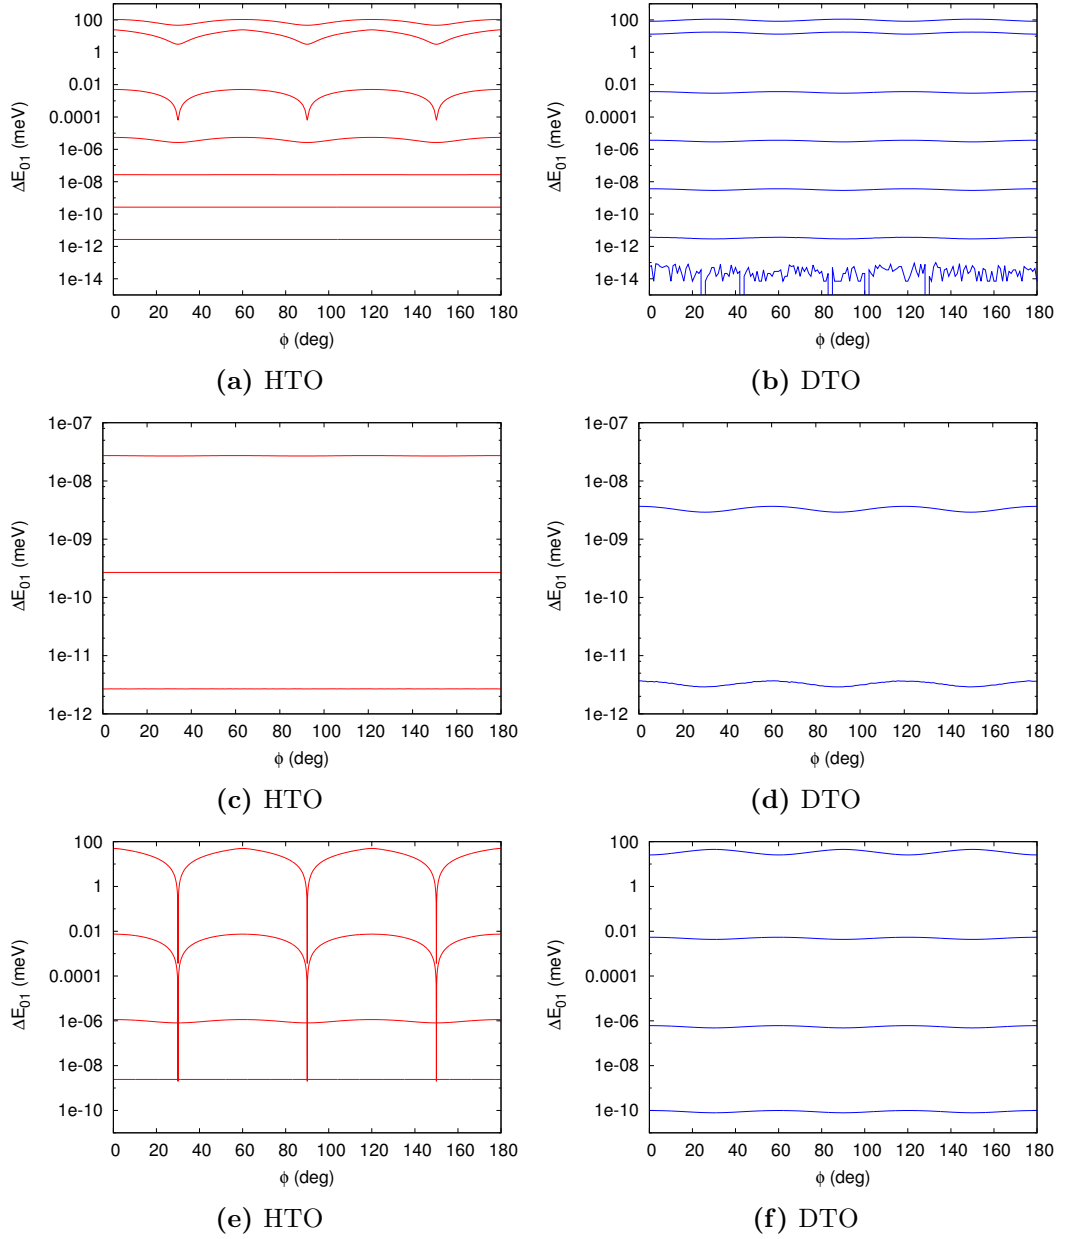 100
1
0.01
0.0001
1e-06
1e-08
1e-10
1e-12
1e-14
ΔE01 (meV)
0 20 40 60 80 100 120 140 160 180
ϕ (deg)
(a) HTO
100
1
0.01
0.0001
1e-06
1e-08
1e-10
1e-12
1e-14
ΔE01 (meV)
0 20 40 60 80 100 120 140 160 180
ϕ (deg)
(b) DTO
1e-07
1e-08
1e-09
1e-10
1e-11
1e-12
ΔE01 (meV)
0 20 40 60 80 100 120 140 160 180
ϕ (deg)
(c) HTO
1e-07
1e-08
1e-09
1e-10
1e-11
1e-12
ΔE01 (meV)
0 20 40 60 80 100 120 140 160 180
ϕ (deg)
(d) DTO
100
1
0.01
0.0001
1e-06
1e-08
1e-10
ΔE01 (meV)
0 20 40 60 80 100 120 140 160 180
ϕ (deg)
(e) HTO
100
1
0.01
0.0001
1e-06
1e-08
1e-10
ΔE01 (meV)
0 20 40 60 80 100 120 140 160 180
ϕ (deg)
(f) DTO